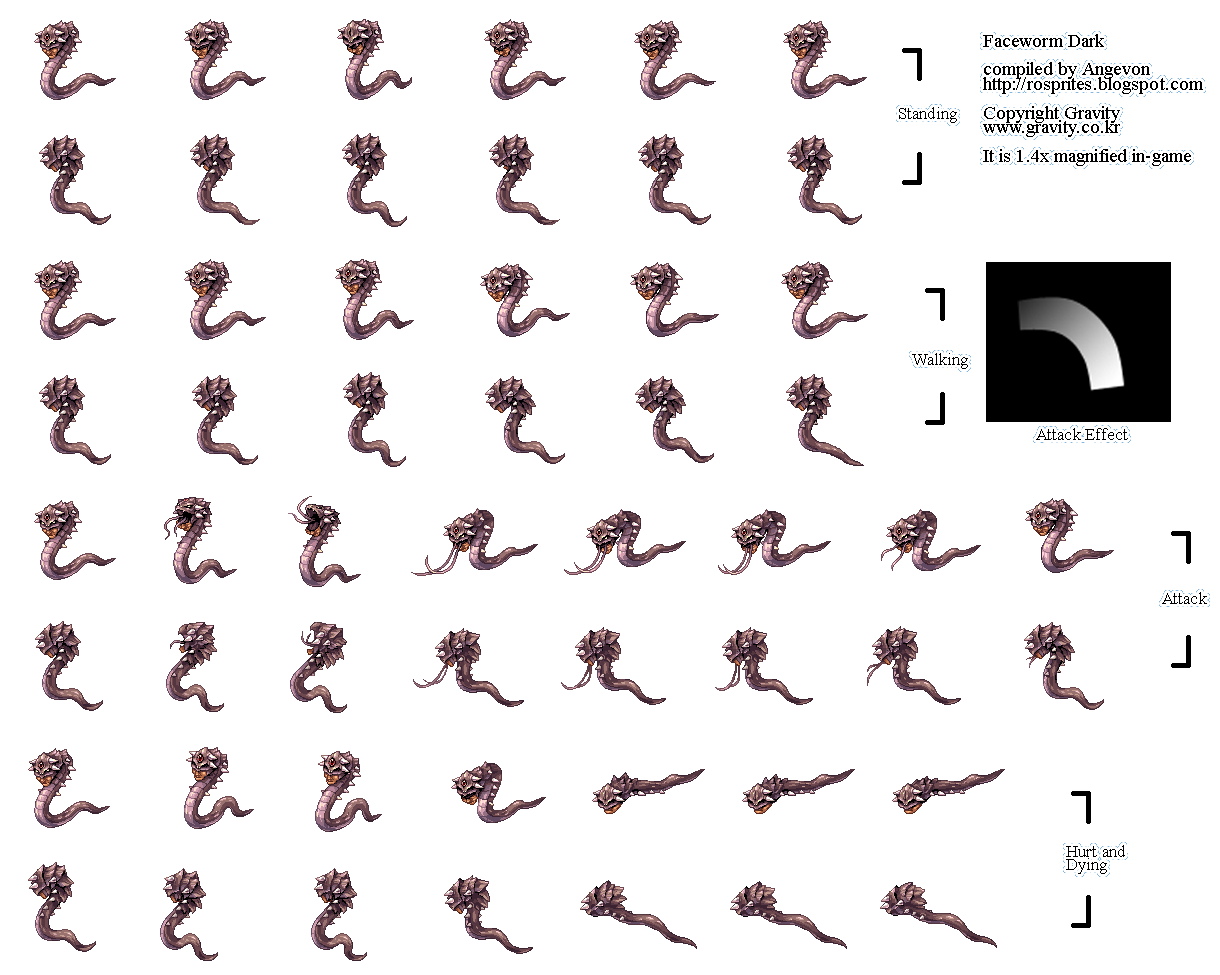 Faceworm Dark
compiled by Angevon
http://rosprites.blogspot.com
Copyright Gravity
www.gravity.co.kr
It is 1.4x magnified in-game
Standing
Walking
Attack Effect
Attack
Hurt and
Dying